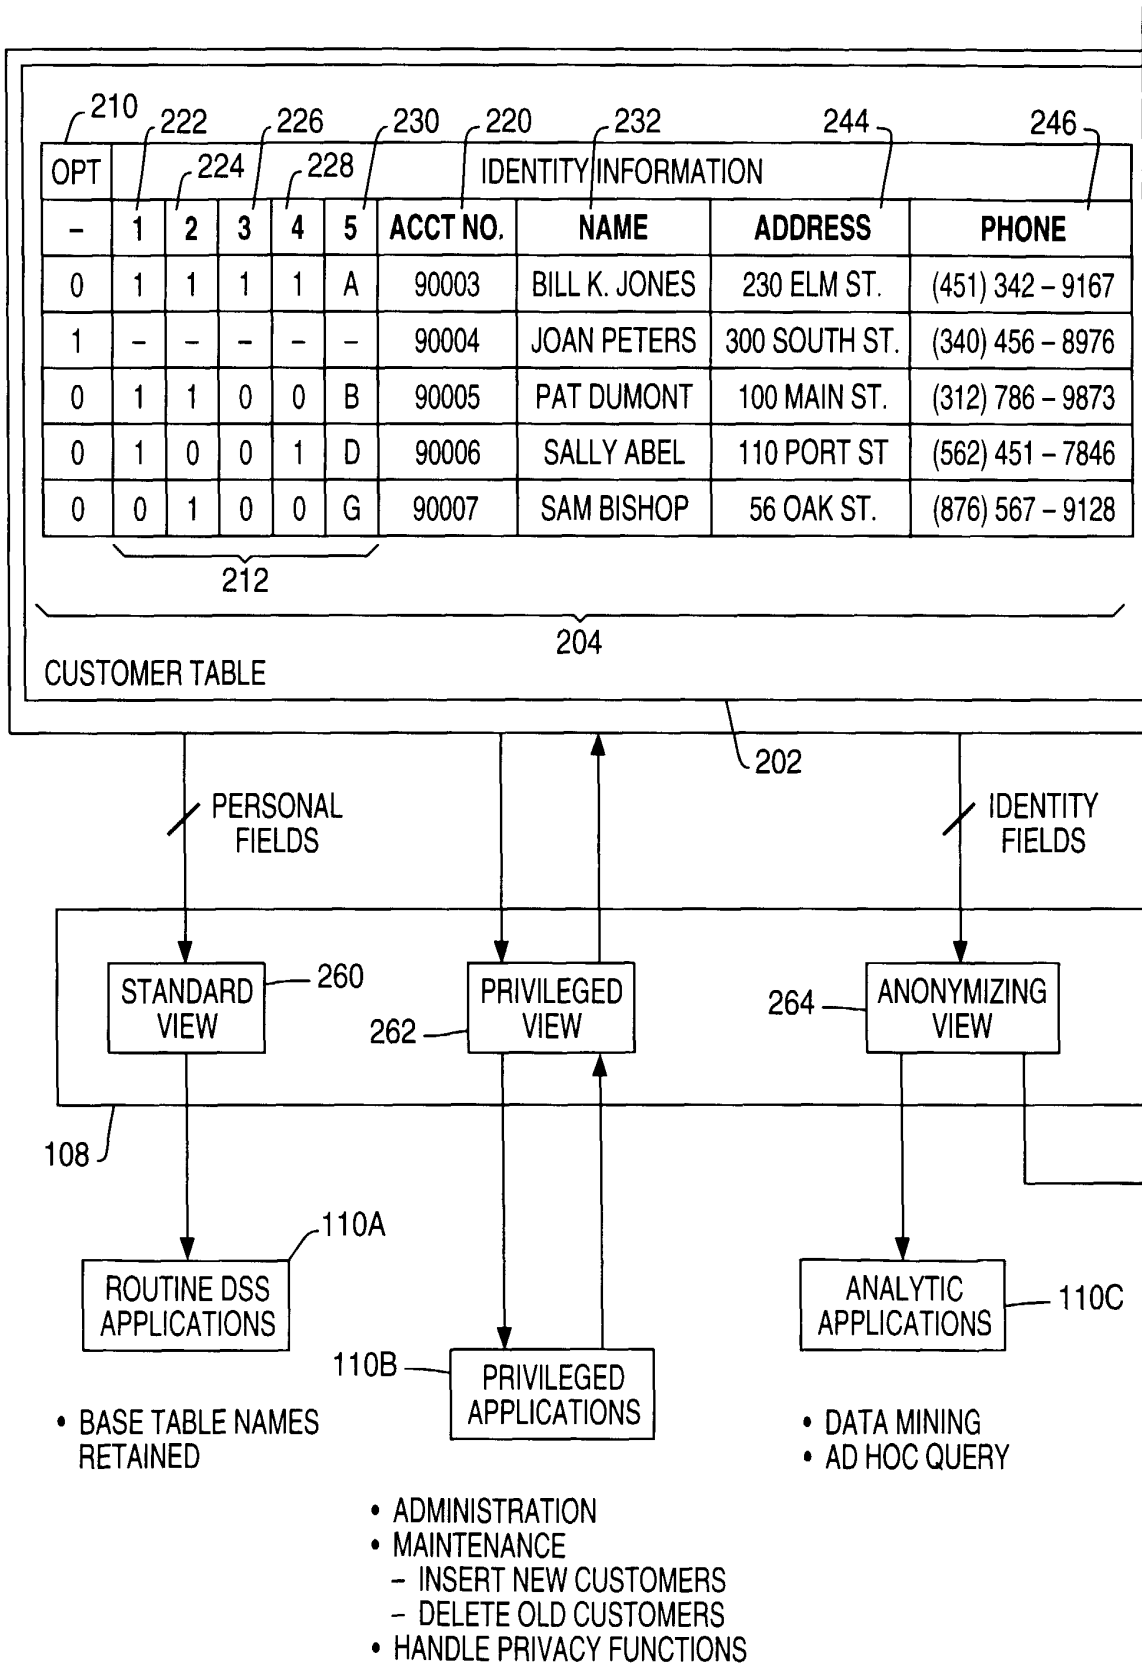 210 222 226 230 220 232 244 246
224 228
OPT IDENTITY INFORMATION
– 1 2 3 4 5 ACCT NO. NAME ADDRESS PHONE
0 1 1 1 1 A 90003 BILL K. JONES 230 ELM ST. (451) 342 – 9167
1 – – – – – 90004 JOAN PETERS 300 SOUTH ST. (340) 456 – 8976
0 1 1 0 0 B 90005 PAT DUMONT 100 MAIN ST. (312) 786 – 9873
0 1 0 0 1 D 90006 SALLY ABEL 110 PORT ST (562) 451 – 7846
0 0 1 0 0 G 90007 SAM BISHOP 56 OAK ST. (876) 567 – 9128
212
204
CUSTOMER TABLE
202
PERSONAL
FIELDS
IDENTITY
FIELDS
STANDARD
VIEW
260
PRIVILEGED
VIEW
262
ANONYMIZING
VIEW
264
108
110A
ROUTINE DSS
APPLICATIONS
• BASE TABLE NAMES
RETAINED
110B
PRIVILEGED
APPLICATIONS
• ADMINISTRATION
• MAINTENANCE
– INSERT NEW CUSTOMERS
– DELETE OLD CUSTOMERS
• HANDLE PRIVACY FUNCTIONS
ANALYTIC
APPLICATIONS
110C
• DATA MINING
• AD HOC QUERY